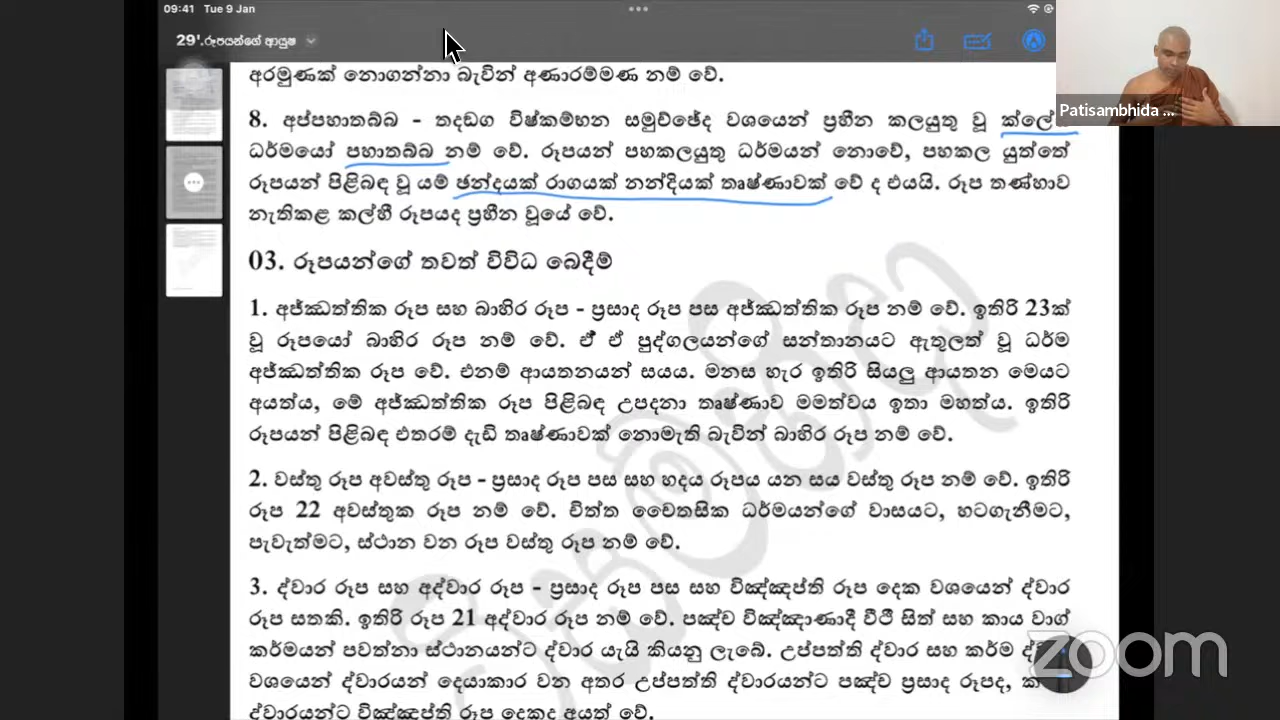 09:41 Tue 9 Jan
29'.රූපයන්ගේ ආයුෂ
Patisambhida ...
අරමුණක් නොගන්නා බැවින් අණාරම්මණ නම් වේ.
8. අප්පහාතබ්බ - තදඩග විෂ්කම්භන සමුච්ඡේද වශයෙන් ප්‍රහීන කලයුතු වූ ක්ලේ
ධර්මයෝ පහාතබ්බ නම් වේ. රූපයන් පහකලයුතු ධර්මයන් නොවේ, පහකල යුත්තේ
රූපයන් පිළිබඳ වූ යම් ඡන්දයක් රාගයක් නන්දියක් තෘෂ්ණාවක් වේ ද එයයි. රූප තණ්හාව
නැතිකළ කල්හී රූපයද ප්‍රහීන වූයේ වේ.
03. රූපයන්ගේ තවත් විවිධ බෙදීම්
1. අජ්ඣත්තික රූප සහ බාහිර රූප - ප්‍රසාද රූප පස අජ්ඣත්තික රූප නම් වේ. ඉතිරි 23ක්
වූ රූපයෝ බාහිර රූප නම් වේ. ඒ ඒ පුද්ගලයන්ගේ සන්තානයට ඇතුලත් වූ ධර්ම
අජ්ඣත්තික රූප වේ. එනම් ආයතනයන් සයය. මනස හැර ඉතිරි සියලු ආයතන මෙයට
අයත්ය, මේ අජ්ඣත්තික රූප පිළිබඳ උපදනා තෘෂ්ණාව මමත්වය ඉතා මහත්ය. ඉතිරි
රූපයන් පිළිබඳ එතරම් දැඩි තෘෂ්ණාවක් නොමැති බැවින් බාහිර රූප නම් වේ.
2. වස්තු රූප අවස්තු රූප - ප්‍රසාද රූප පස සහ හදය රූපය යන සය වස්තු රූප නම් වේ. ඉතිරි
රූප 22 අවස්තුක රූප නම් වේ. චිත්ත චෛතසික ධර්මයන්ගේ වාසයට, හටගැනීමට,
පැවැත්මට, ස්ථාන වන රූප වස්තු රූප නම් වේ.
3. ද්වාර රූප සහ අද්වාර රූප - ප්‍රසාද රූප පස සහ විඤ්ඤප්ති රූප දෙක වශයෙන් ද්වාර
රූප සතකි. ඉතිරි රූප 21 අද්වාර රූප නම් වේ. පඤ්ච විඤ්ඤාණාදී වීථී සිත් සහ කාය වාග්
කර්මයන් පවත්නා ස්ථානයන්ට ද්වාර යැයි කියනු ලැබේ. උප්පත්ති ද්වාර සහ කර්ම ද්
වශයෙන් ද්වාරයන් දෙයාකාර වන අතර උප්පත්ති ද්වාරයන්ට පඤ්ච ප්‍රසාද රූපද, ක
ද්වාරයන්ට විඤ්ඤප්ති රූප දෙකද අයත් වේ.
zoom